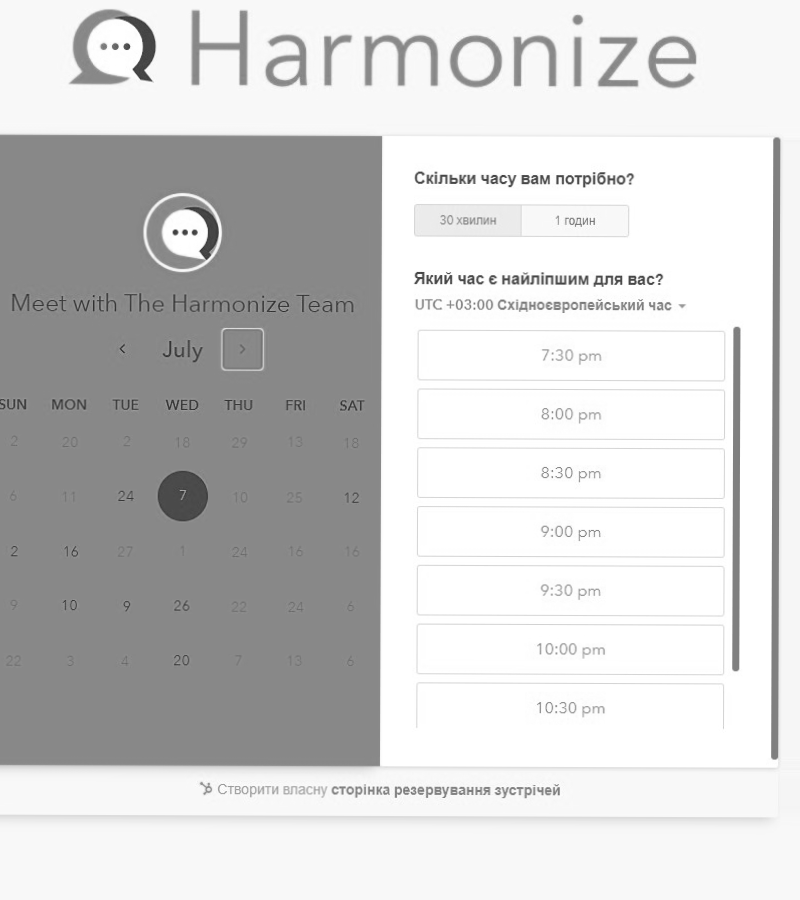 Harmonize
Meet with The Harmonize Team
July
SUN MON TUE WED THU FRI SAT
2 20 2 18 29 13 18
6 11 24 7 10 25 12
2 16 27 1 24 16 16
9 10 9 26 22 24 6
22 3 4 20 7 13 6
Скільки часу вам потрібно?
30 хвилин 1 годин
Який час є найліпшим для вас?
UTC +03:00 Східноєвропейський час
7:30 pm
8:00 pm
8:30 pm
9:00 pm
9:30 pm
10:00 pm
10:30 pm
Створити власну сторінка резервування зустрічей